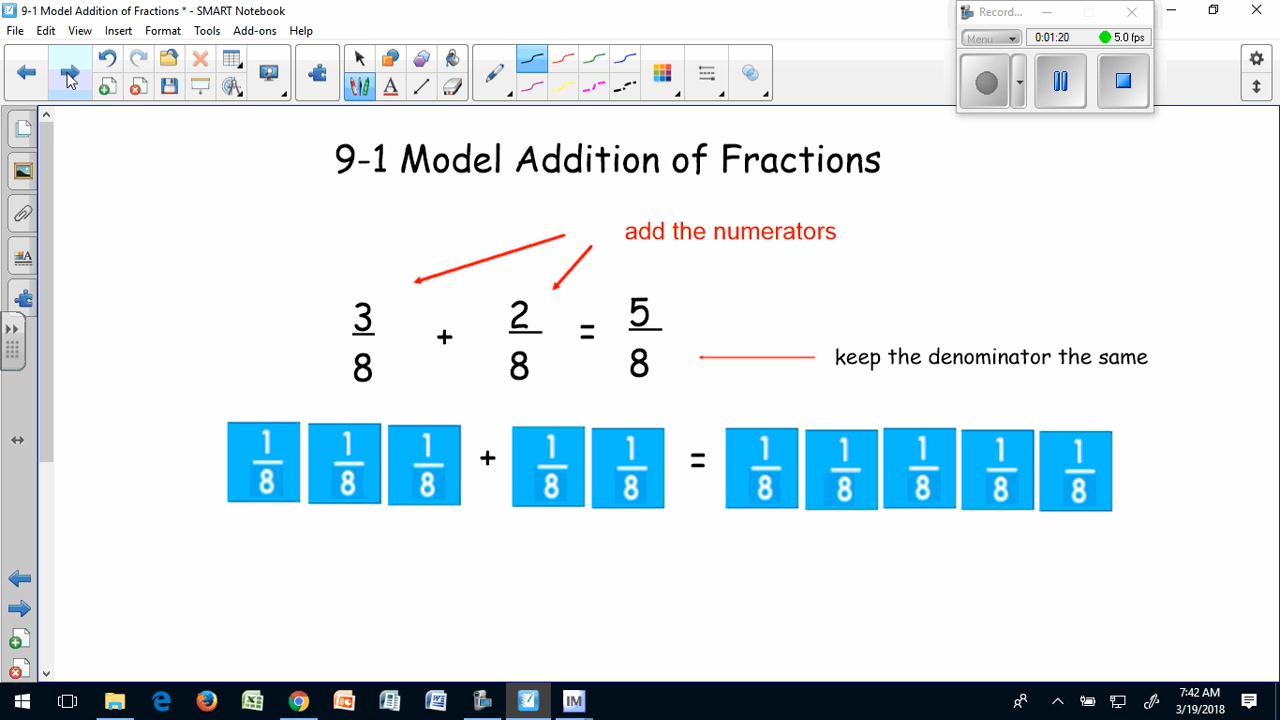 9-1 Model Addition of Fractions * - SMART Notebook
File Edit View Insert Format Tools Add-ons Help
Record...
Menu 0:01:20 5.0 fps
9-1 Model Addition of Fractions
add the numerators
3 + 2 = 5
8 8 8
keep the denominator the same
1 1 1 + 1 1 = 1 1 1 1 1
8 8 8 8 8 8 8 8 8 8
IM
7:42 AM
3/19/2018